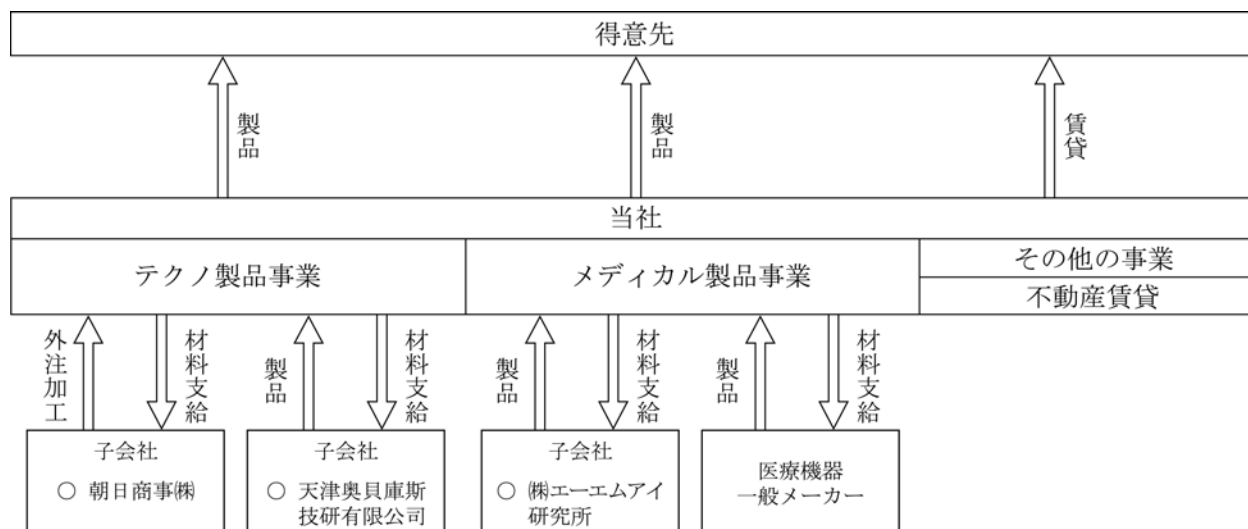 得意先
製品
製品
賃貸
当社
テクノ製品事業
メディカル製品事業
その他の事業
不動産賃貸
外注加工
材料支給
製品
材料支給
製品
材料支給
製品
材料支給
子会社
○ 朝日商事㈱
子会社
○ 天津奥貝庫斯
技研有限公司
子会社
○ ㈱エーエムアイ
研究所
医療機器
一般メーカー